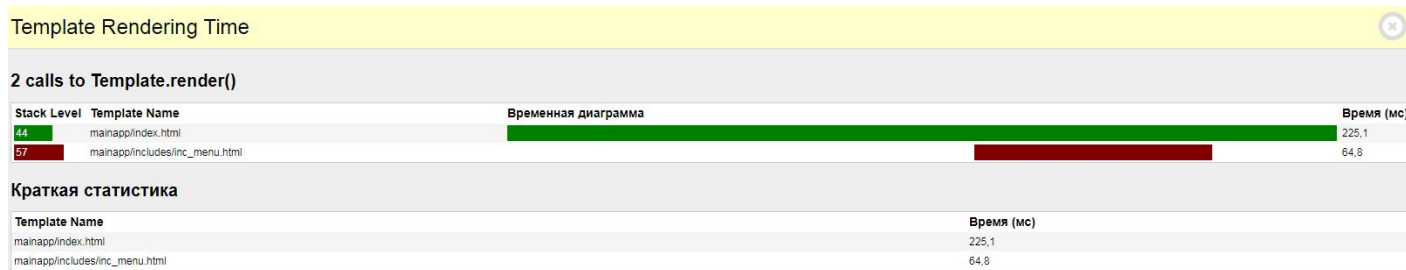 Template Rendering Time
2 calls to Template.render()
Stack Level Template Name Временная диаграмма Время (мс)
44 mainapp/index.html 225,1
57 mainapp/includes/inc_menu.html 64,8
Краткая статистика
Template Name Время (мс)
mainapp/index.html 225,1
mainapp/includes/inc_menu.html 64,8